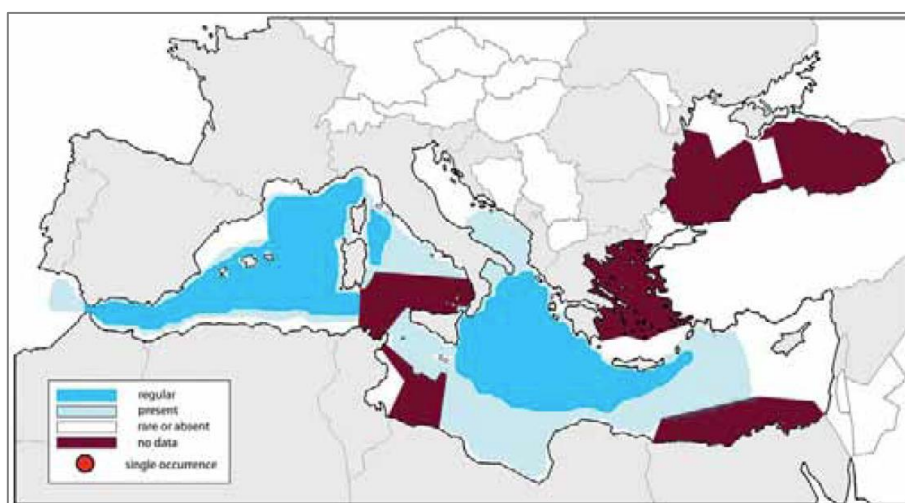 regular
present
rare or absent
no data
single occurrence